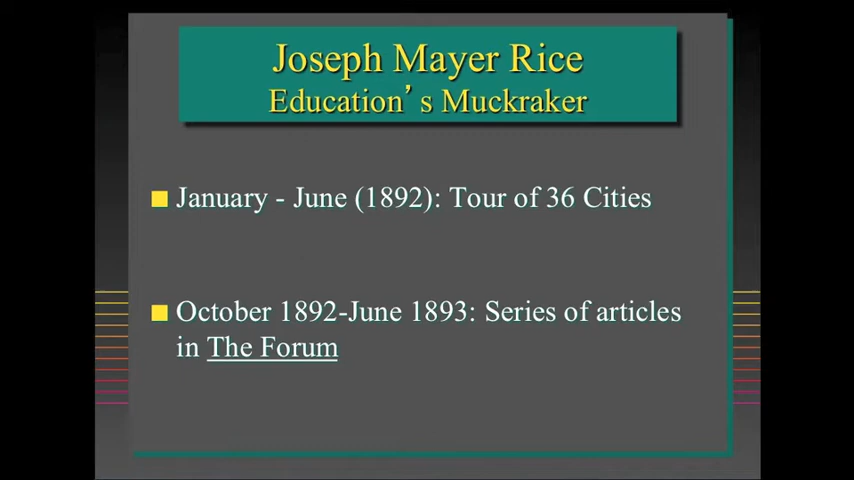 Joseph Mayer Rice
Education’s Muckraker
January - June (1892): Tour of 36 Cities
October 1892-June 1893: Series of articles
in The Forum